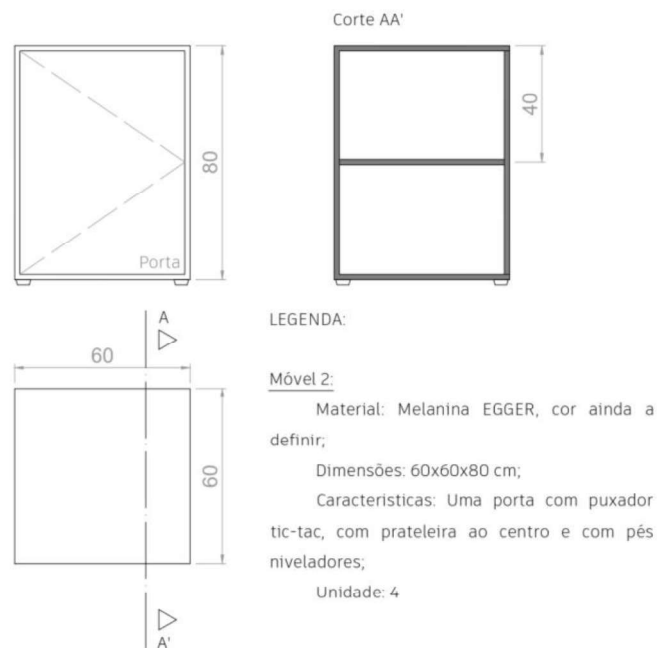 Corte AA'
40
80
Porta
A
60
60
A'
LEGENDA:
Móvel 2:
Material: Melanina EGGER, cor ainda a
definir;
Dimensões: 60x60x80 cm;
Caracteristicas: Uma porta com puxador
tic-tac, com prateleira ao centro e com pés
niveladores;
Unidade: 4